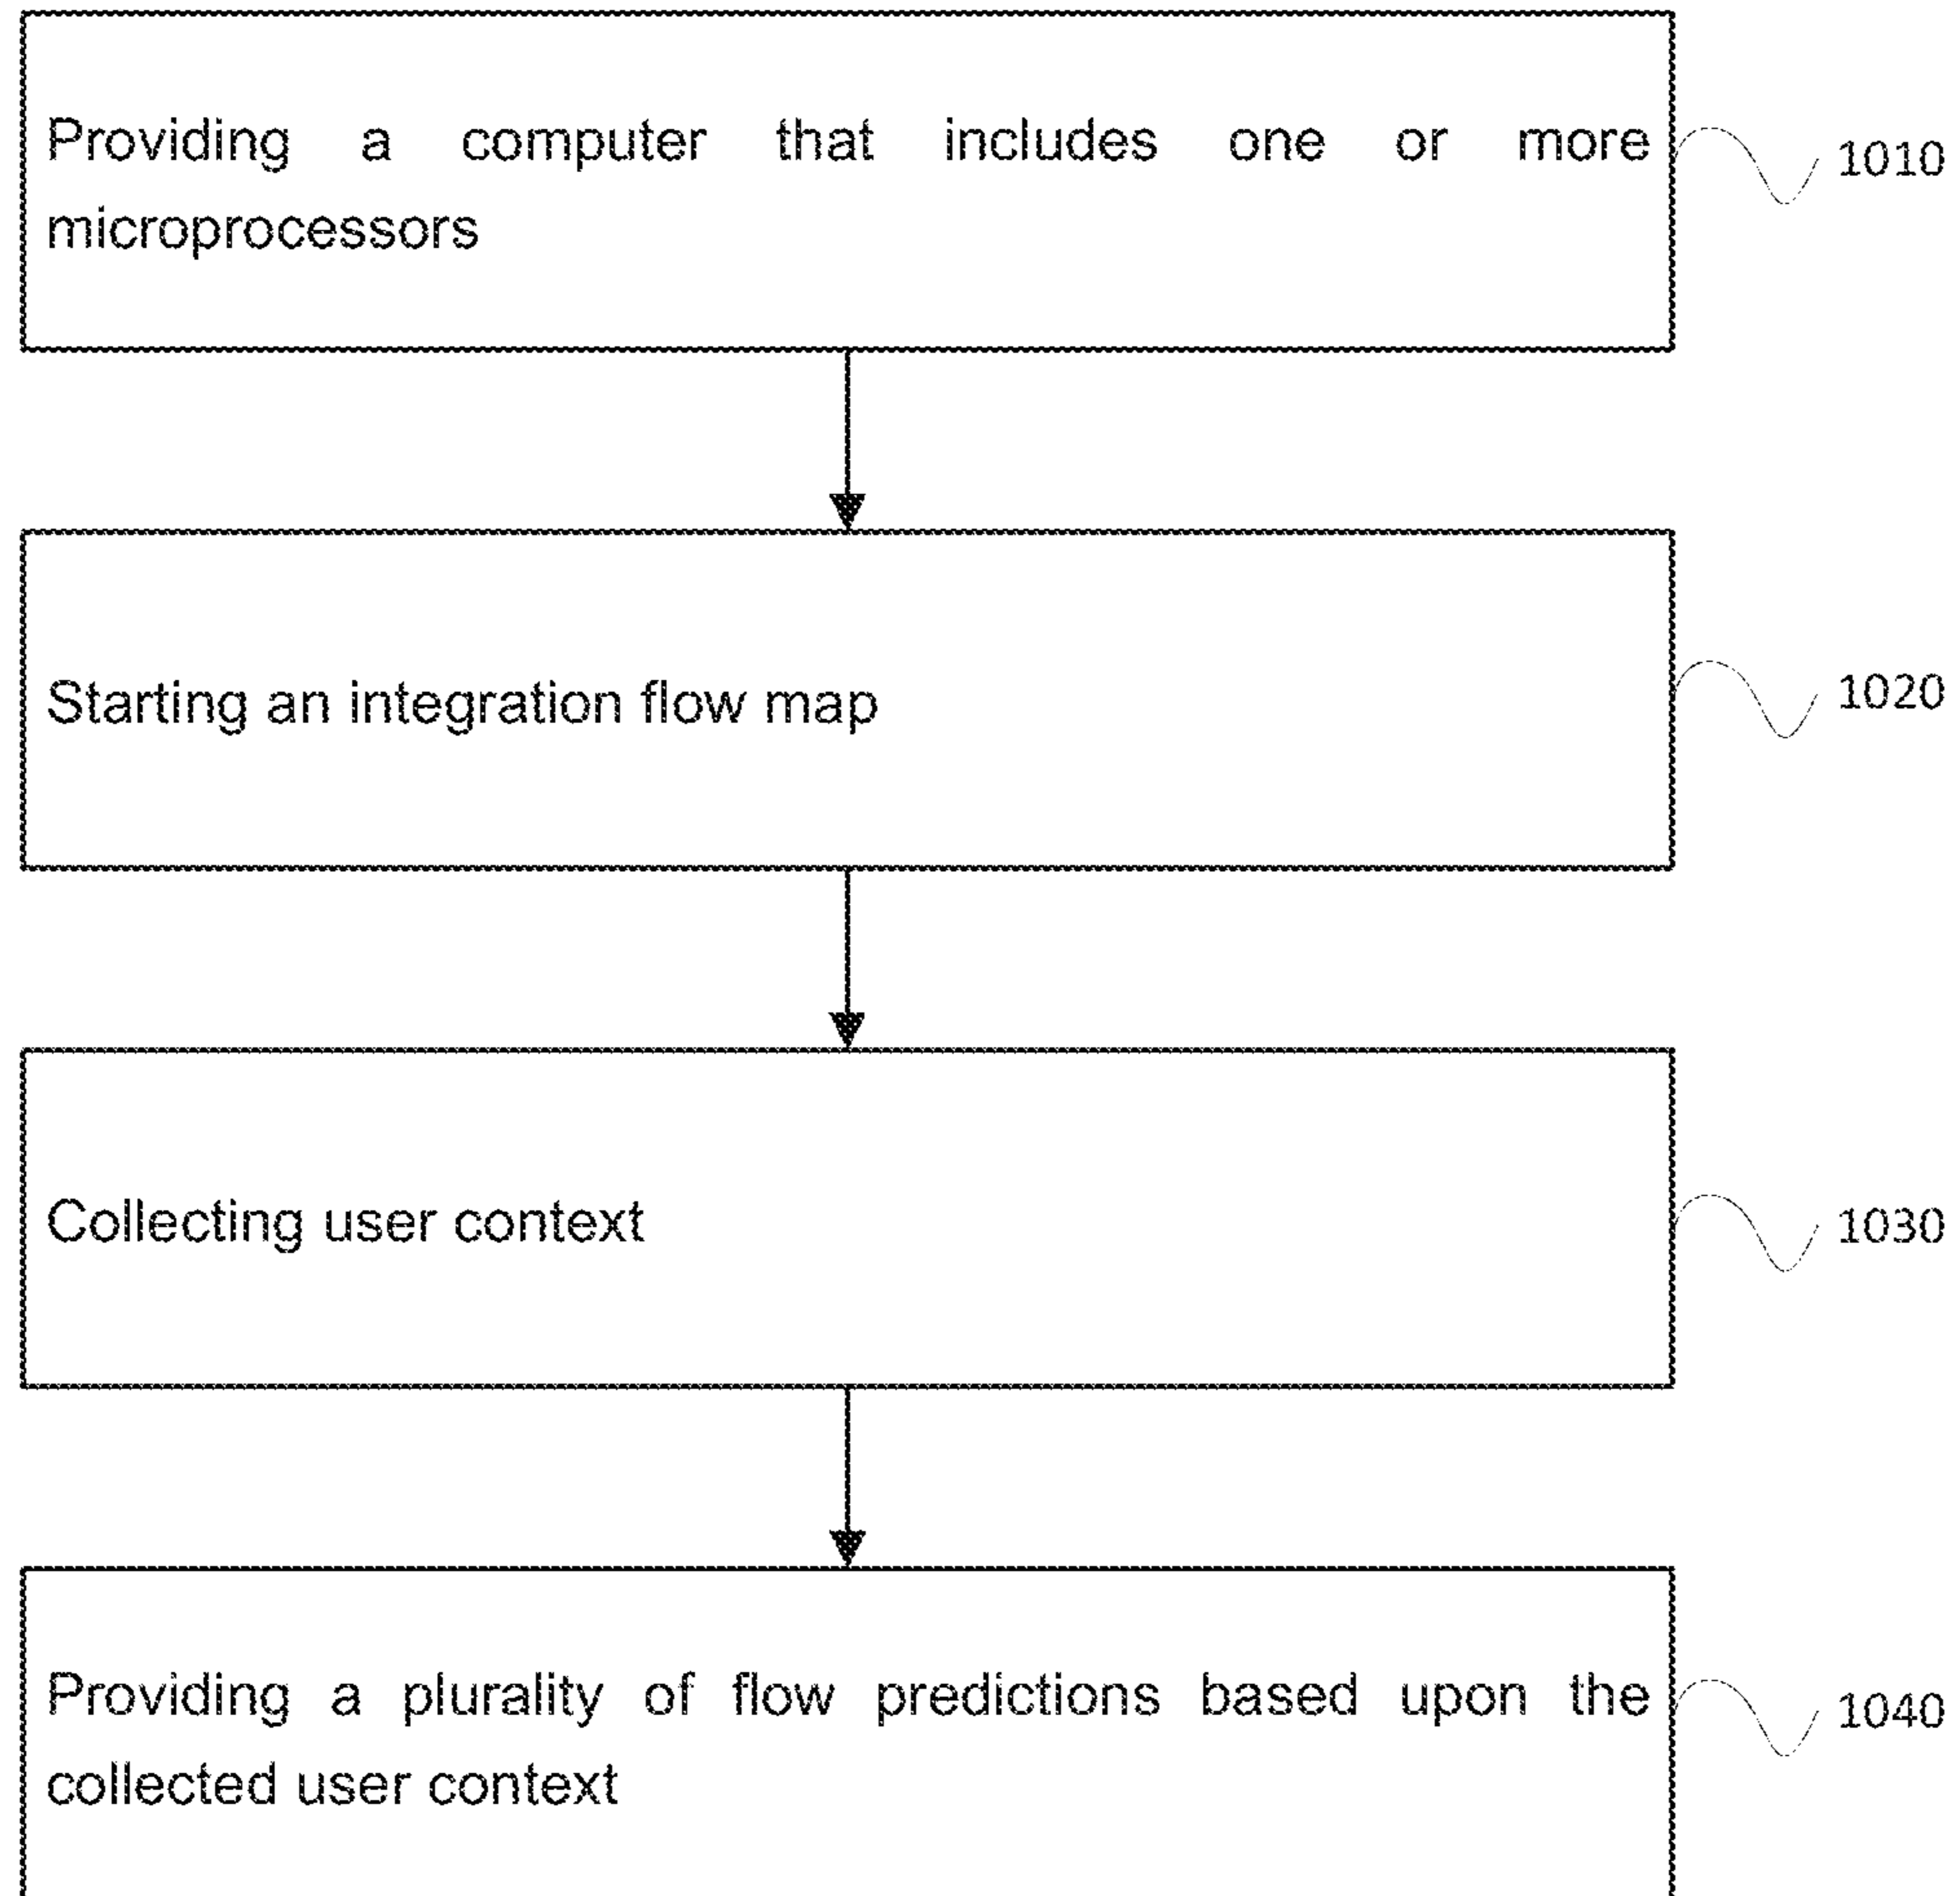 Providing a computer that includes one or more
microprocessors
1010
Starting an integration flow map
1020
Collecting user context
1030
Providing a plurality of flow predictions based upon the
collected user context
1040